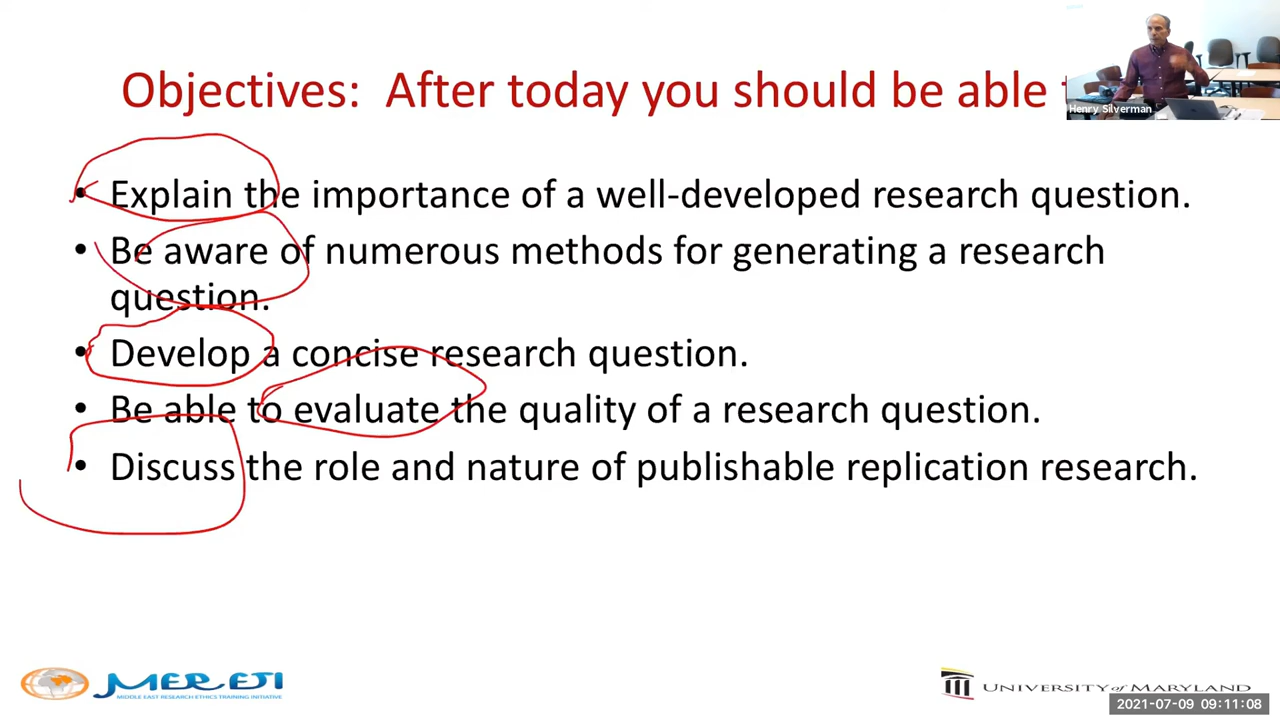 Objectives: After today you should be able t
Henry Silverman
• Explain the importance of a well-developed research question.
• Be aware of numerous methods for generating a research
question.
• Develop a concise research question.
• Be able to evaluate the quality of a research question.
• Discuss the role and nature of publishable replication research.
MERETI
MIDDLE EAST RESEARCH ETHICS TRAINING INITIATIVE
UNIVERSITY of MARYLAND
2021-07-09 09:11:08